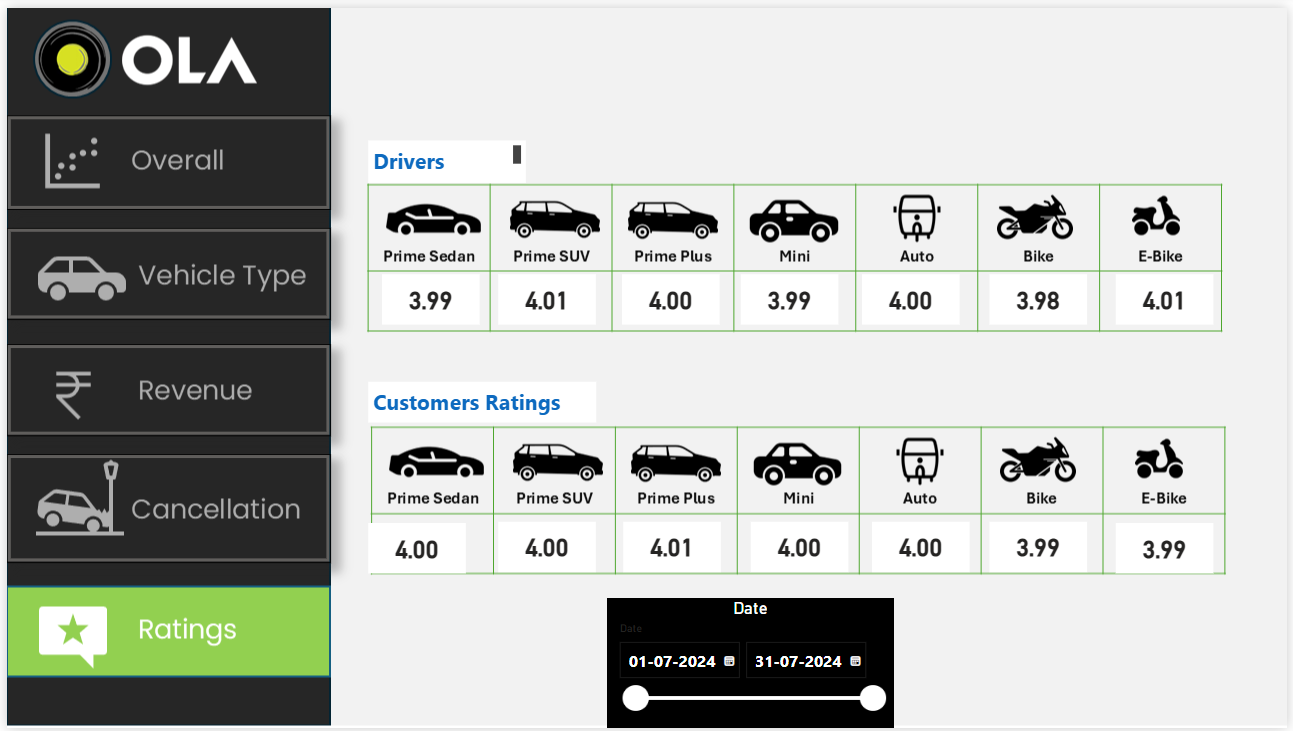 OLA
Overall
Vehicle Type
Revenue
Cancellation
Ratings
Drivers
Prime Sedan Prime SUV Prime Plus Mini Auto Bike E-Bike
3.99 4.01 4.00 3.99 4.00 3.98 4.01
Customers Ratings
Prime Sedan Prime SUV Prime Plus Mini Auto Bike E-Bike
4.00 4.00 4.01 4.00 4.00 3.99 3.99
Date
Date
01-07-2024 31-07-2024